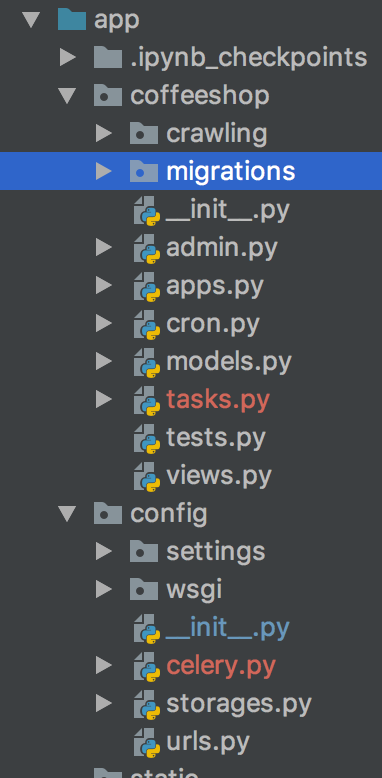 app
.ipynb_checkpoints
coffeeshop
crawling
migrations
__init__.py
admin.py
apps.py
cron.py
models.py
tasks.py
tests.py
views.py
config
settings
wsgi
__init__.py
celery.py
storages.py
urls.py
static